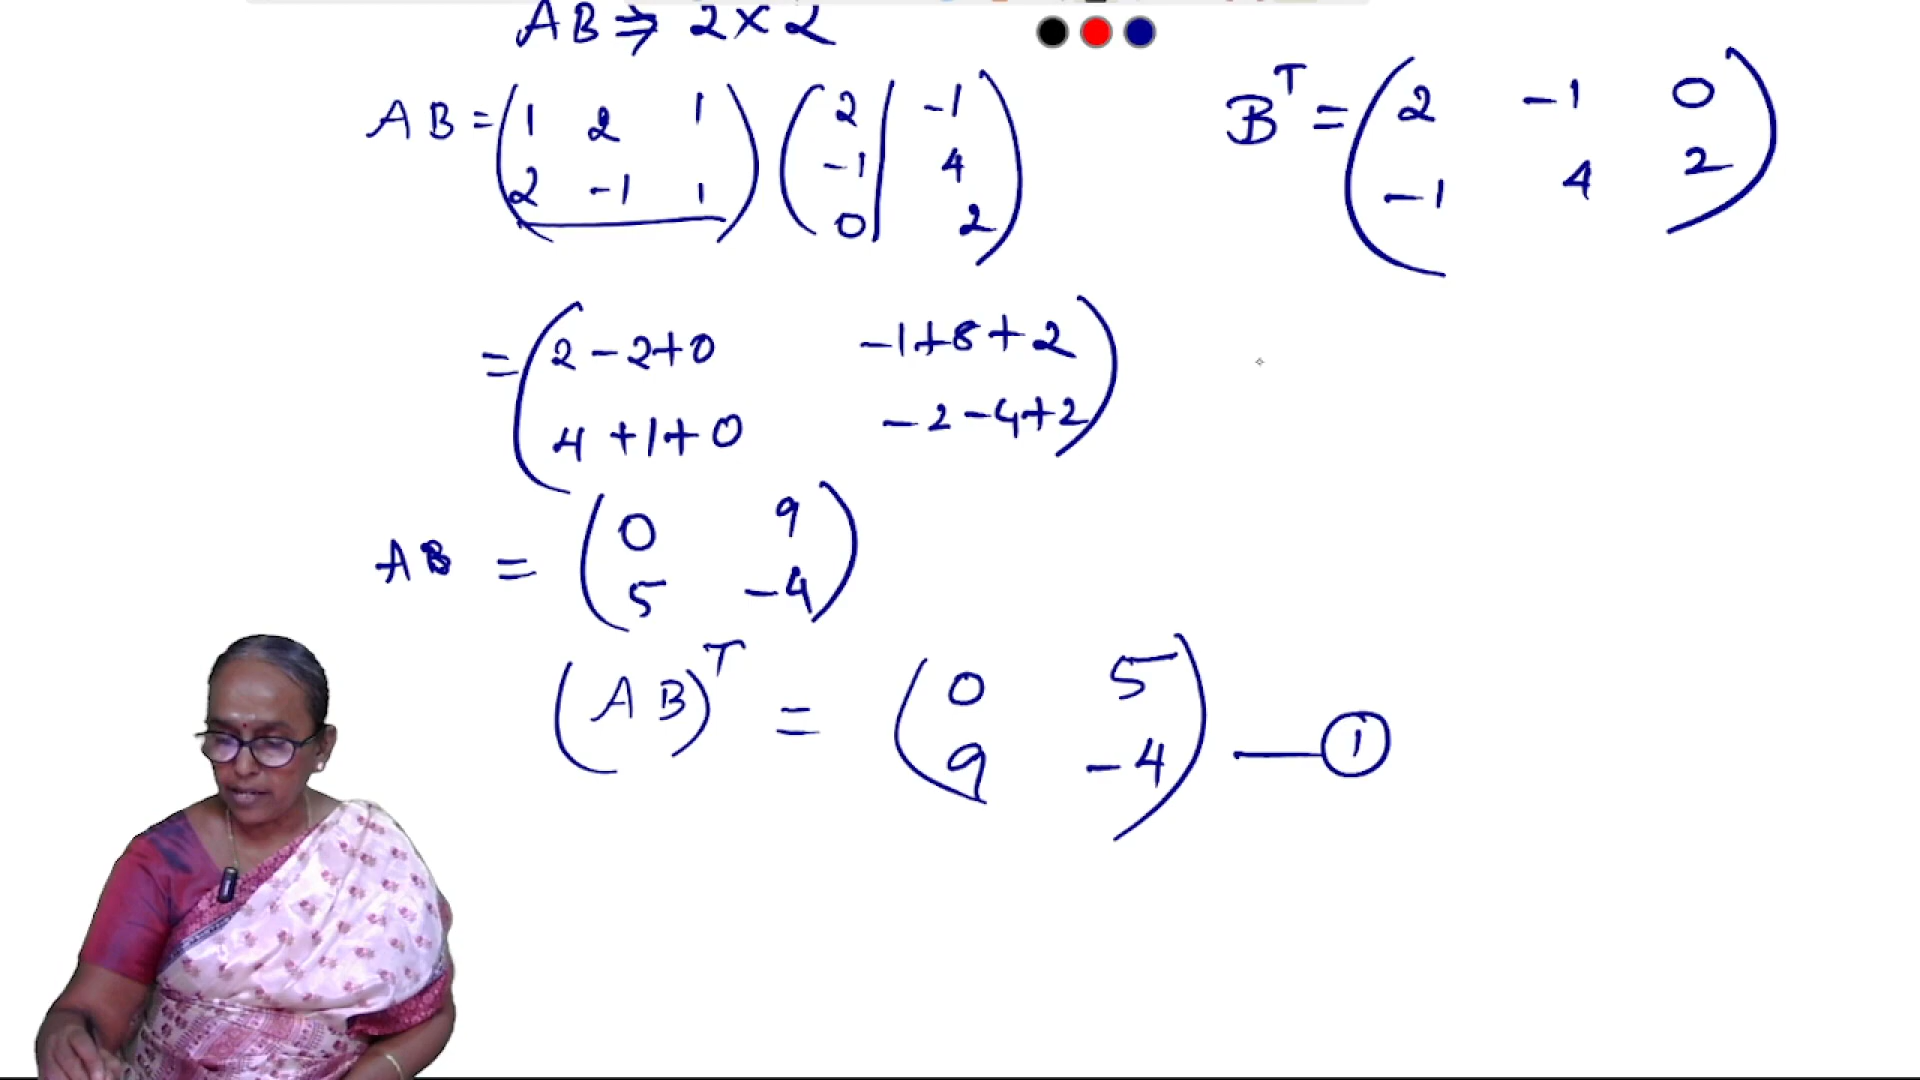 AB ⇒ 2×2
AB = (1 2 1
2 -1 1) (2 -1
-1 4
0 2)
= (2-2+0 -1+8+2
4+1+0 -2-4+2)
AB = (0 9
5 -4)
(AB)ᵀ = (0 5
9 -4) — ①
Bᵀ = (2 -1 0
-1 4 2)